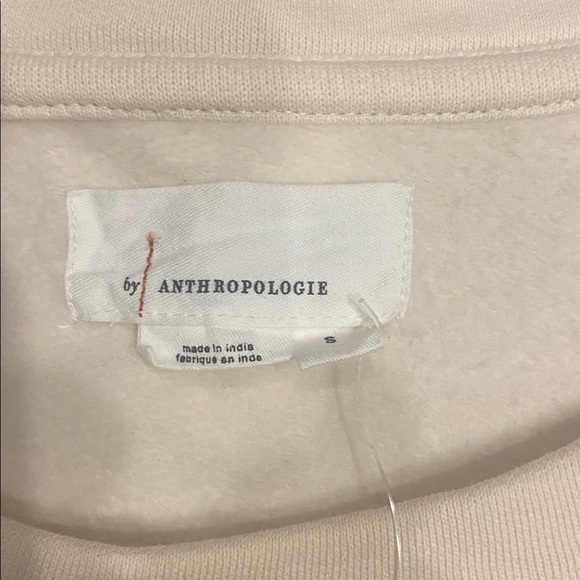 by ANTHROPOLOGIE
made in india
fabriqué en inde
S